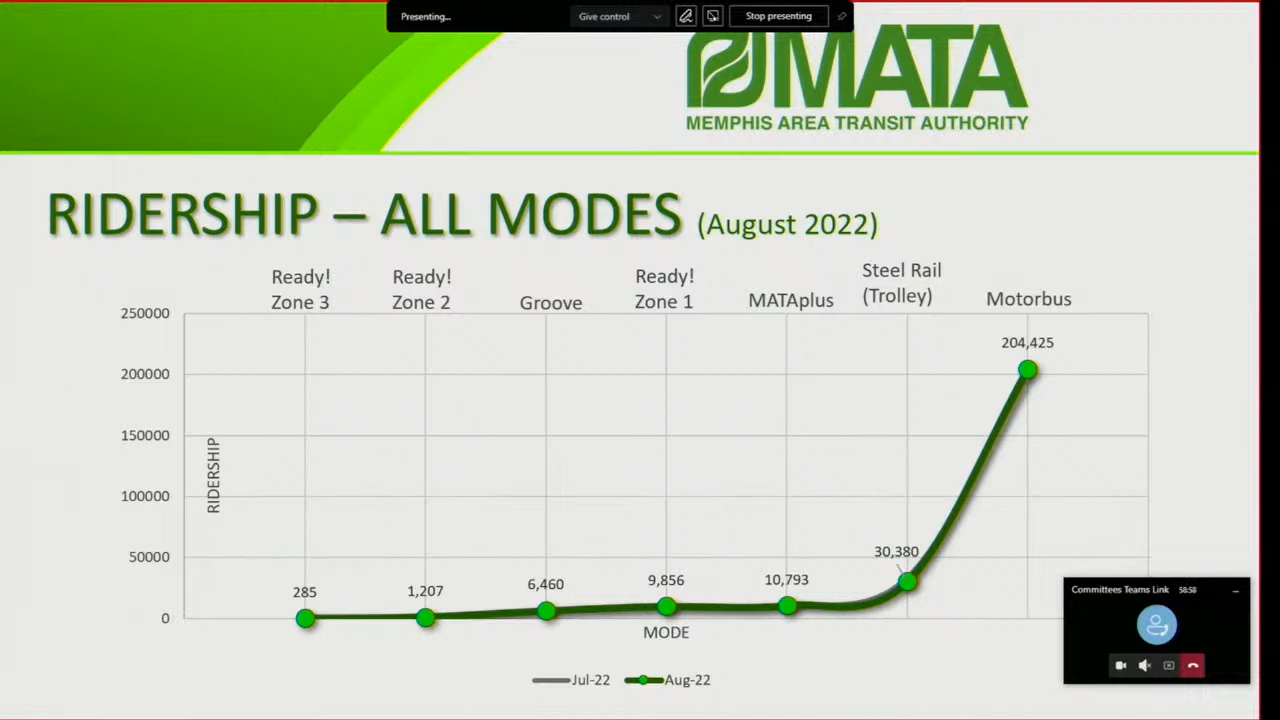 Presenting...
Give control
Stop presenting
MATA
MEMPHIS AREA TRANSIT AUTHORITY
RIDERSHIP – ALL MODES (August 2022)
Ready! Zone 3
Ready! Zone 2
Groove
Ready! Zone 1
MATAplus
Steel Rail (Trolley)
Motorbus
250000
200000
150000
100000
50000
0
RIDERSHIP
285
1,207
6,460
9,856
10,793
30,380
204,425
MODE
Jul-22
Aug-22
Committees Teams Link 58:58